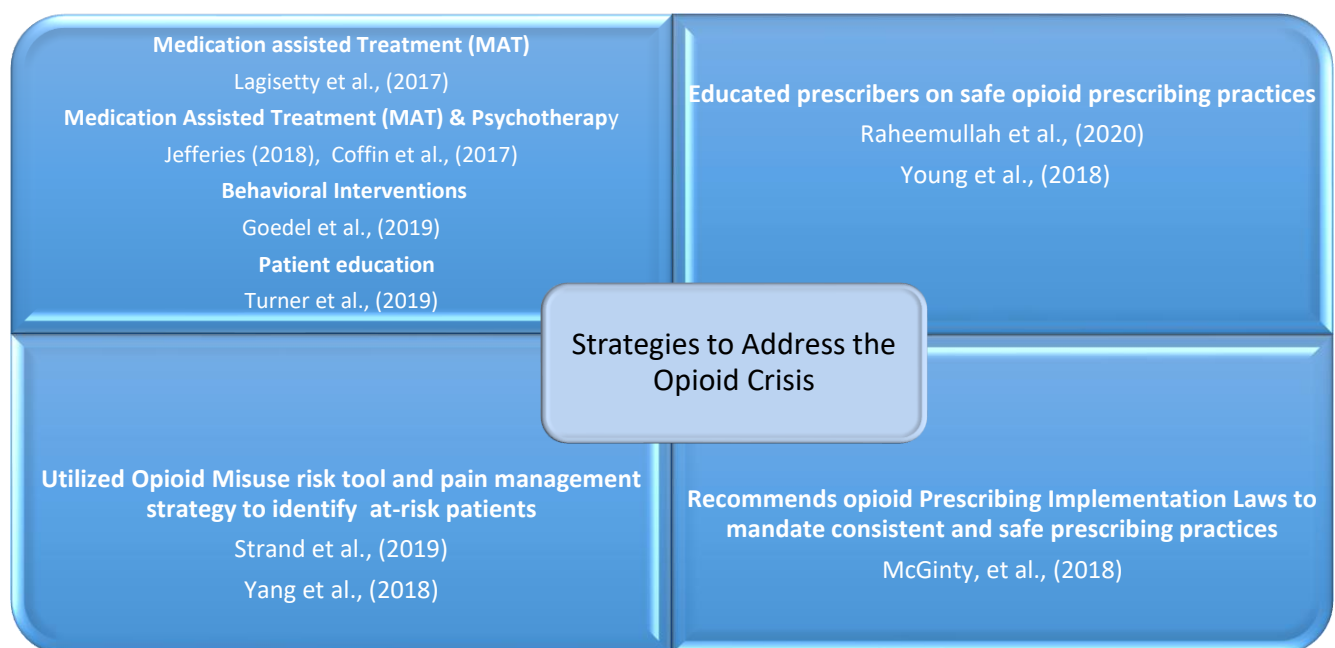 Medication assisted Treatment (MAT)
Lagisetty et al., (2017)
Medication Assisted Treatment (MAT) & Psychotherapy
Jefferies (2018), Coffin et al., (2017)
Behavioral Interventions
Goedel et al., (2019)
Patient education
Turner et al., (2019)
Educated prescribers on safe opioid prescribing practices
Raheemullah et al., (2020)
Young et al., (2018)
Strategies to Address the
Opioid Crisis
Utilized Opioid Misuse risk tool and pain management
strategy to identify at-risk patients
Strand et al., (2019)
Yang et al., (2018)
Recommends opioid Prescribing Implementation Laws to
mandate consistent and safe prescribing practices
McGinty, et al., (2018)